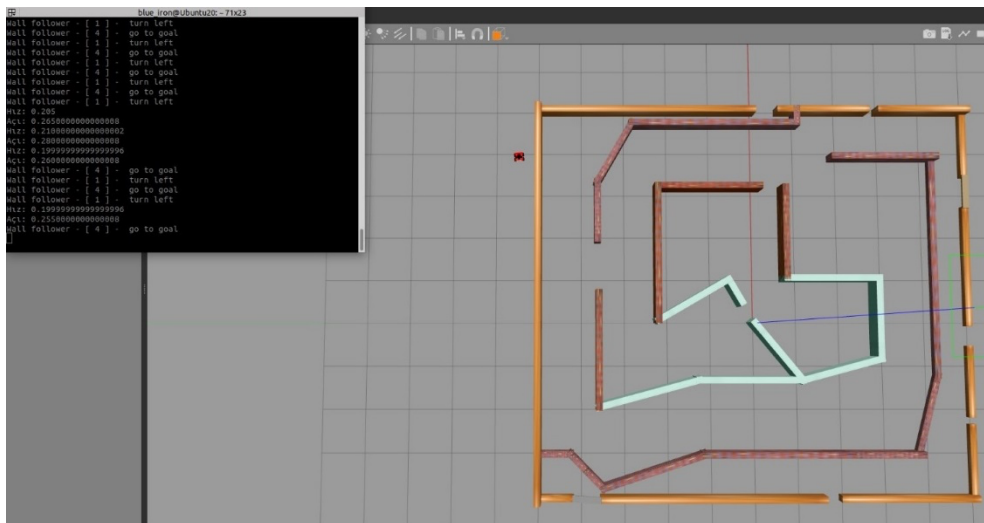 blue_iron@Ubuntu20: ~ 71x23
Wall follower - [ 1 ] - turn left
Wall follower - [ 4 ] - go to goal
Wall follower - [ 1 ] - turn left
Wall follower - [ 4 ] - go to goal
Wall follower - [ 1 ] - turn left
Wall follower - [ 4 ] - go to goal
Wall follower - [ 1 ] - turn left
Wall follower - [ 4 ] - go to goal
Wall follower - [ 1 ] - turn left
Hız: 0.205
Açı: 0.2650000000000008
Hız: 0.21000000000000002
Açı: 0.2800000000000008
Hız: 0.19999999999999996
Açı: 0.2600000000000008
Wall follower - [ 4 ] - go to goal
Wall follower - [ 1 ] - turn left
Wall follower - [ 4 ] - go to goal
Wall follower - [ 1 ] - turn left
Hız: 0.19999999999999996
Açı: 0.2550000000000008
Wall follower - [ 4 ] - go to goal